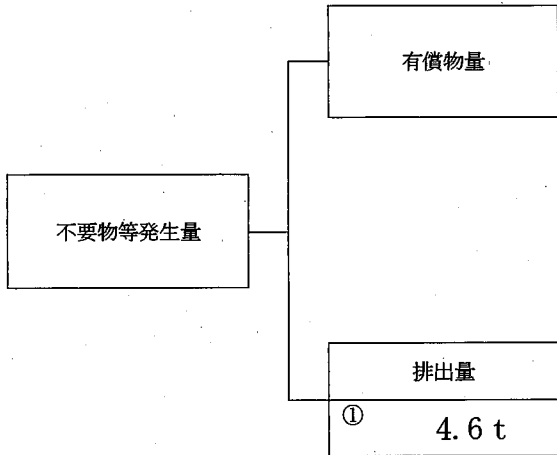 有償物量
不要物等発生量
排出量
① 4.6 t